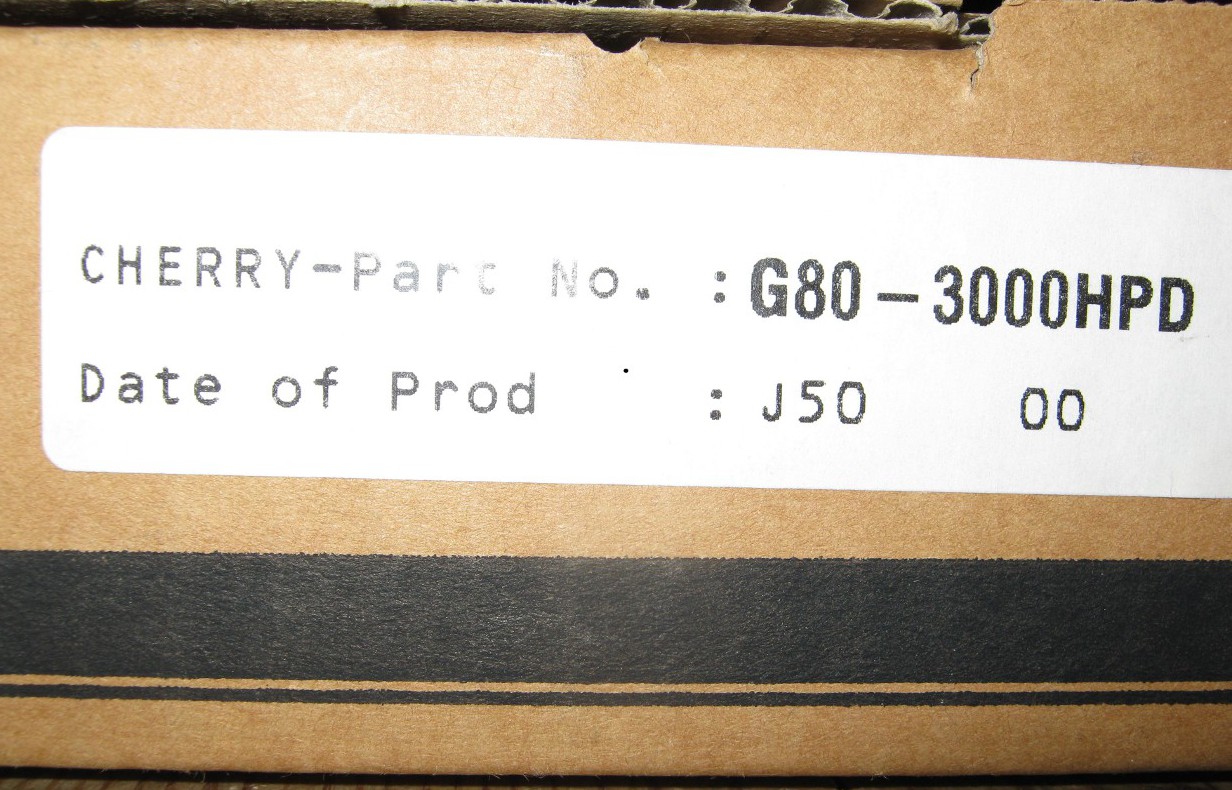 CHERRY-Part No. : G80-3000HPD
Date of Prod : J50 00